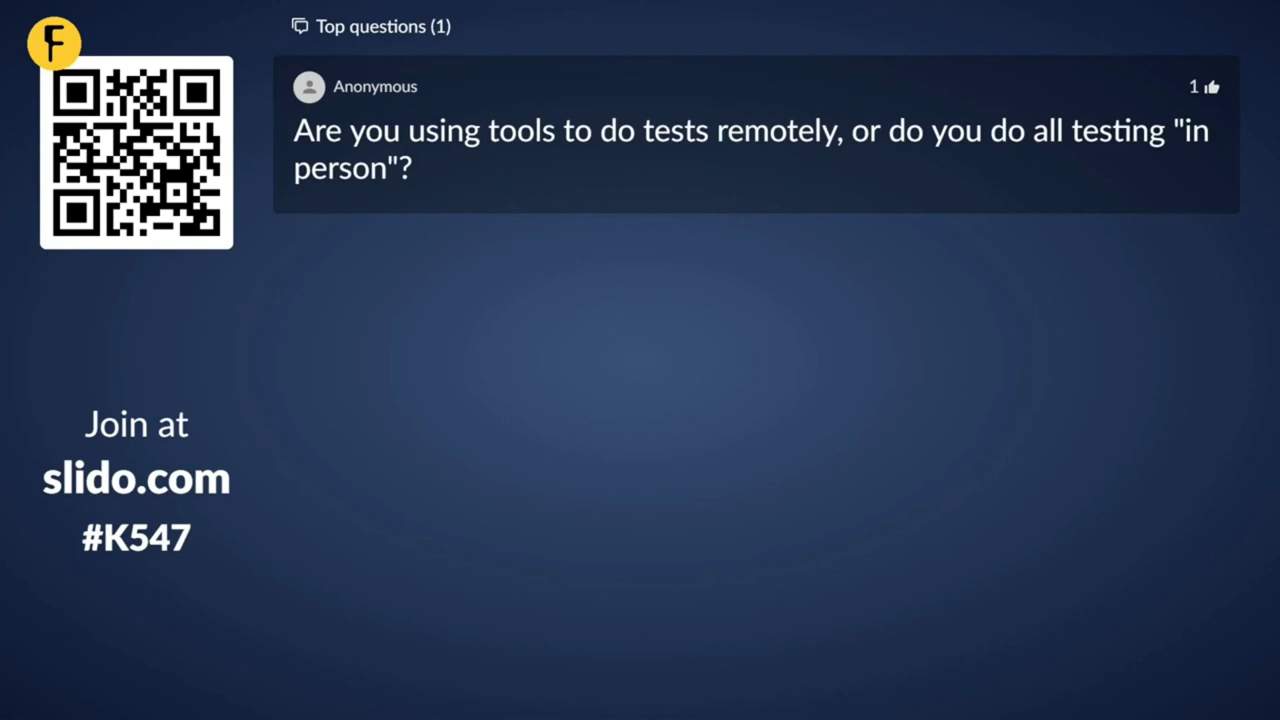 F
Top questions (1)
Anonymous
1
Are you using tools to do tests remotely, or do you do all testing "in
person"?
Join at
slido.com
#K547